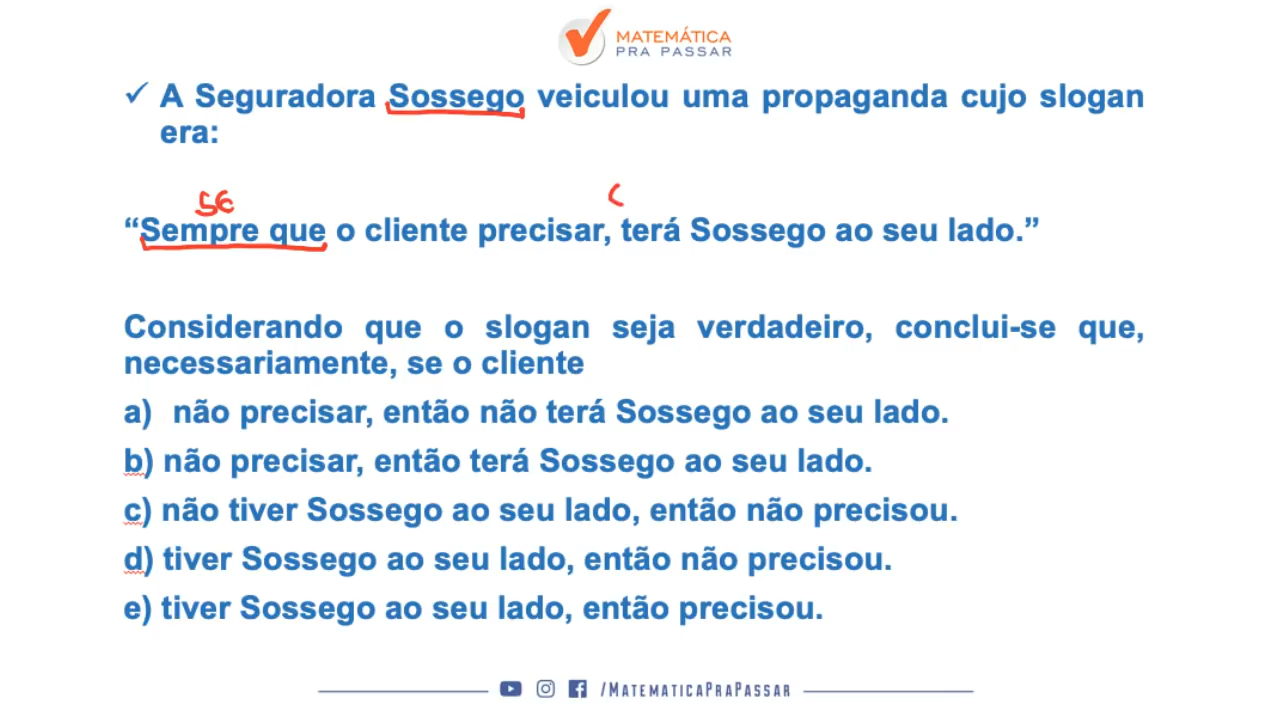 MATEMÁTICA
PRA PASSAR
✓ A Seguradora Sossego veiculou uma propaganda cujo slogan
era:
SE
“Sempre que o cliente precisar, terá Sossego ao seu lado.”
Considerando que o slogan seja verdadeiro, conclui-se que,
necessariamente, se o cliente
a) não precisar, então não terá Sossego ao seu lado.
b) não precisar, então terá Sossego ao seu lado.
c) não tiver Sossego ao seu lado, então não precisou.
d) tiver Sossego ao seu lado, então não precisou.
e) tiver Sossego ao seu lado, então precisou.
/MATEMATICAPRAPASSAR